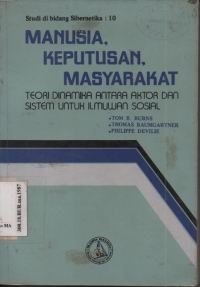 Studi di bidang Sibernetika : 10
MANUSIA,
KEPUTUSAN,
MASYARAKAT
TEORI DINAMIKA ANTARA AKTOR DAN
SISTEM UNTUK ILMUWAN SOSIAL
• TOM R. BURNS
• THOMAS BAUMGARTNER
• PHILIPPE DEVILLE